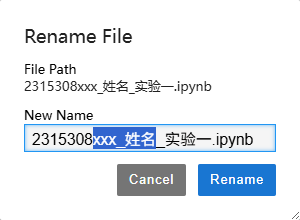 Rename File
File Path
2315308xxx_姓名_实验一.ipynb
New Name
2315308xxx_姓名_实验一.ipynb
Cancel Rename